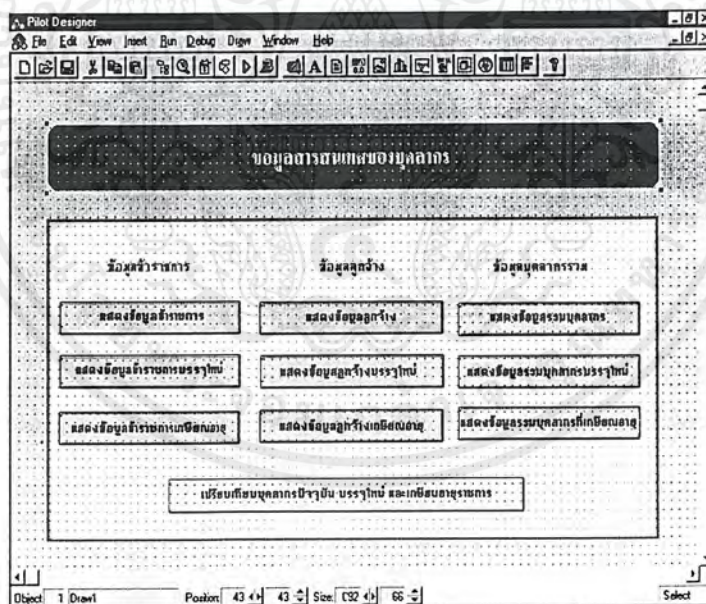 Pilot Designer
File Edit View Insert Run Debug Draw Window Help
ข้อมูลสารสนเทศของบุคลากร
ข้อมูลข้าราชการ ข้อมูลลูกจ้าง ข้อมูลบุคลากรรวม
แสดงข้อมูลข้าราชการ แสดงข้อมูลลูกจ้าง แสดงข้อมูลรวมบุคลากร
แสดงข้อมูลข้าราชการบรรจุใหม่ แสดงข้อมูลลูกจ้างบรรจุใหม่ แสดงข้อมูลรวมบุคลากรบรรจุใหม่
แสดงข้อมูลข้าราชการเกษียณอายุ แสดงข้อมูลลูกจ้างเกษียณอายุ แสดงข้อมูลรวมบุคลากรที่เกษียณอายุ
เปรียบเทียบบุคลากรปัจจุบัน บรรจุใหม่ และเกษียนอายุราชการ
Object: 1 Draw1 Position: 43 43 Size: 66 Select